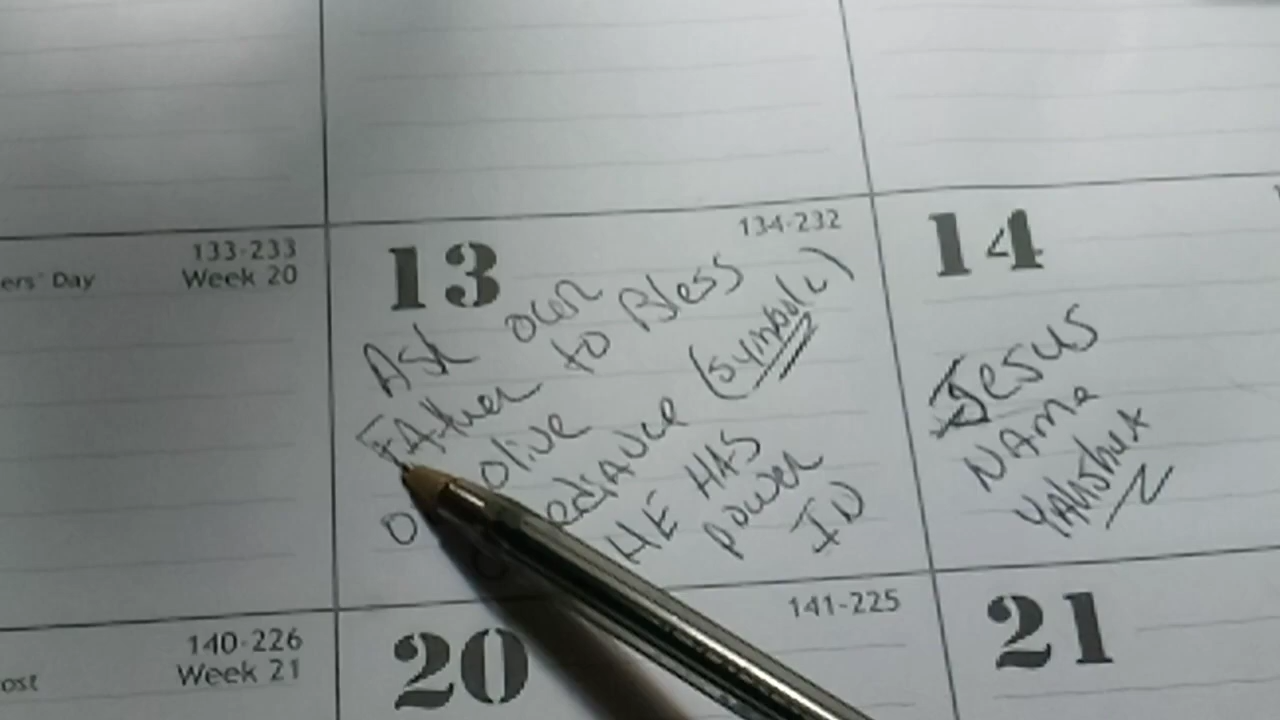 133-233
ers' Day Week 20
13 134-232
Ask our
Father to Bless
olive (symbolic)
HE HAS
power
IN
14
Jesus
NAme
YAHshuA
140-226
ost Week 21
20 141-225
21